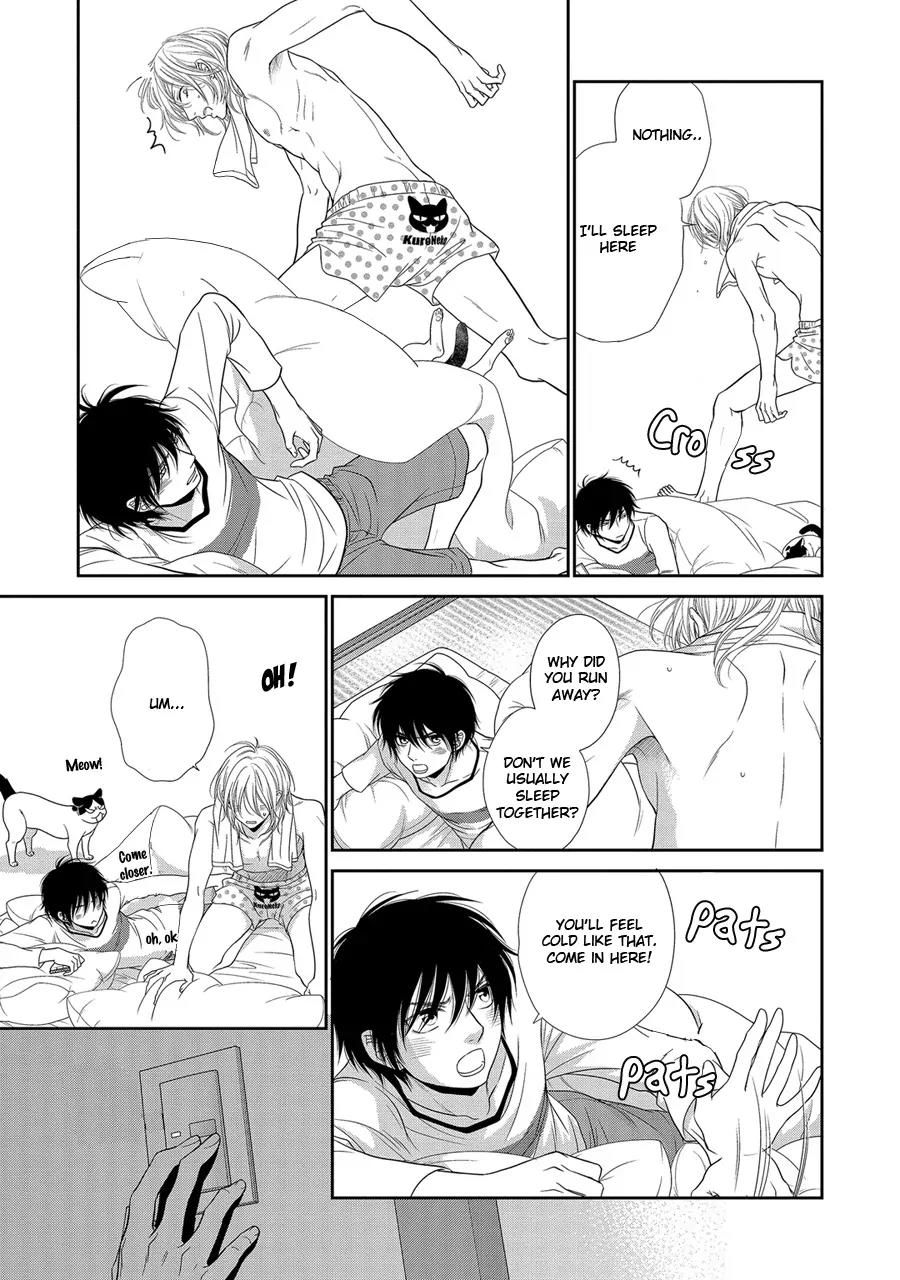 NOTHING..
I'LL SLEEP
HERE
Cross
KuroNeko
WHY DID
YOU RUN
AWAY?
DON'T WE
USUALLY
SLEEP
TOGETHER?
OH!
UM...
Meow!
Come
closer!
oh, ok
KuroNeko
YOU'LL FEEL
COLD LIKE THAT.
COME IN HERE!
pats
pats